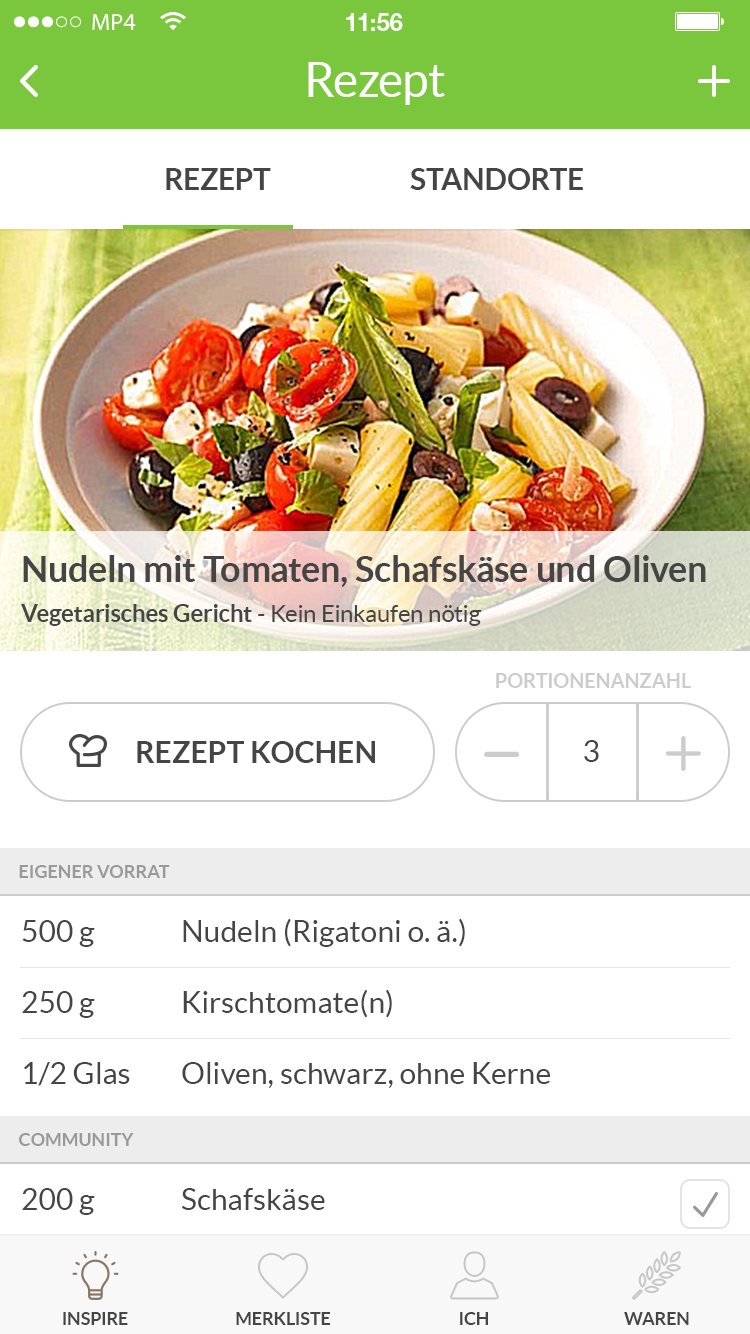 MP4 11:56
Rezept
REZEPT STANDORTE
Nudeln mit Tomaten, Schafskäse und Oliven
Vegetarisches Gericht - Kein Einkaufen nötig
PORTIONENANZAHL
REZEPT KOCHEN 3
EIGENER VORRAT
500 g Nudeln (Rigatoni o. ä.)
250 g Kirschtomate(n)
1/2 Glas Oliven, schwarz, ohne Kerne
COMMUNITY
200 g Schafskäse
INSPIRE MERKLISTE ICH WAREN